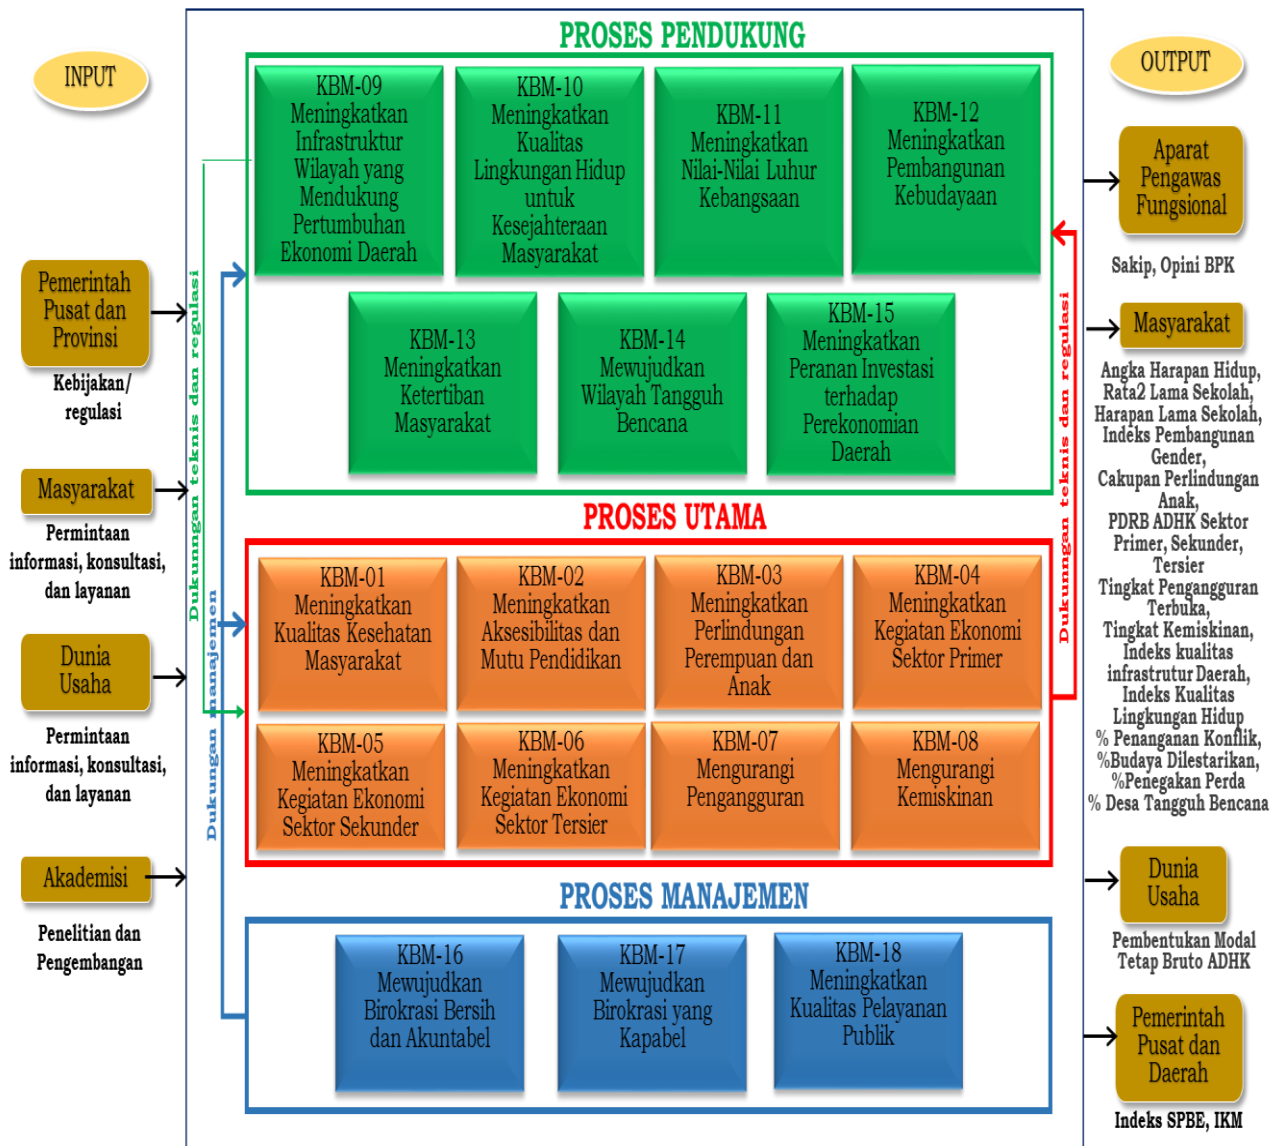 INPUT
Pemerintah
Pusat dan
Provinsi
Kebijakan/
regulasi
Masyarakat
Permintaan
informasi, konsultasi,
dan layanan
Dunia
Usaha
Permintaan
informasi, konsultasi,
dan layanan
Akademisi
Penelitian dan
Pengembangan
Dukunngan teknis dan regulasi
Dukungan manajemen
PROSES PENDUKUNG
KBM-09
Meningkatkan
Infrastruktur
Wilayah yang
Mendukung
Pertumbuhan
Ekonomi Daerah
KBM-10
Meningkatkan
Kualitas
Lingkungan Hidup
untuk
Kesejahteraan
Masyarakat
KBM-11
Meningkatkan
Nilai-Nilai Luhur
Kebangsaan
KBM-12
Meningkatkan
Pembangunan
Kebudayaan
KBM-13
Meningkatkan
Ketertiban
Masyarakat
KBM-14
Mewujudkan
Wilayah Tangguh
Bencana
KBM-15
Meningkatkan
Peranan Investasi
terhadap
Perekonomian
Daerah
PROSES UTAMA
KBM-01
Meningkatkan
Kualitas Kesehatan
Masyarakat
KBM-02
Meningkatkan
Aksesibilitas dan
Mutu Pendidikan
KBM-03
Meningkatkan
Perlindungan
Perempuan dan
Anak
KBM-04
Meningkatkan
Kegiatan Ekonomi
Sektor Primer
KBM-05
Meningkatkan
Kegiatan Ekonomi
Sektor Sekunder
KBM-06
Meningkatkan
Kegiatan Ekonomi
Sektor Tersier
KBM-07
Mengurangi
Pengangguran
KBM-08
Mengurangi
Kemiskinan
PROSES MANAJEMEN
KBM-16
Mewujudkan
Birokrasi Bersih
dan Akuntabel
KBM-17
Mewujudkan
Birokrasi yang
Kapabel
KBM-18
Meningkatkan
Kualitas Pelayanan
Publik
Dukunngan teknis dan regulasi
OUTPUT
Aparat
Pengawas
Fungsional
Sakip, Opini BPK
Masyarakat
Angka Harapan Hidup,
Rata2 Lama Sekolah,
Harapan Lama Sekolah,
Indeks Pembangunan
Gender,
Cakupan Perlindungan
Anak,
PDRB ADHK Sektor
Primer, Sekunder,
Tersier
Tingkat Pengangguran
Terbuka,
Tingkat Kemiskinan,
Indeks kualitas
infrastrutur Daerah,
Indeks Kualitas
Lingkungan Hidup
% Penanganan Konflik,
%Budaya Dilestarikan,
%Penegakan Perda
% Desa Tangguh Bencana
Dunia
Usaha
Pembentukan Modal
Tetap Bruto ADHK
Pemerintah
Pusat dan
Daerah
Indeks SPBE, IKM